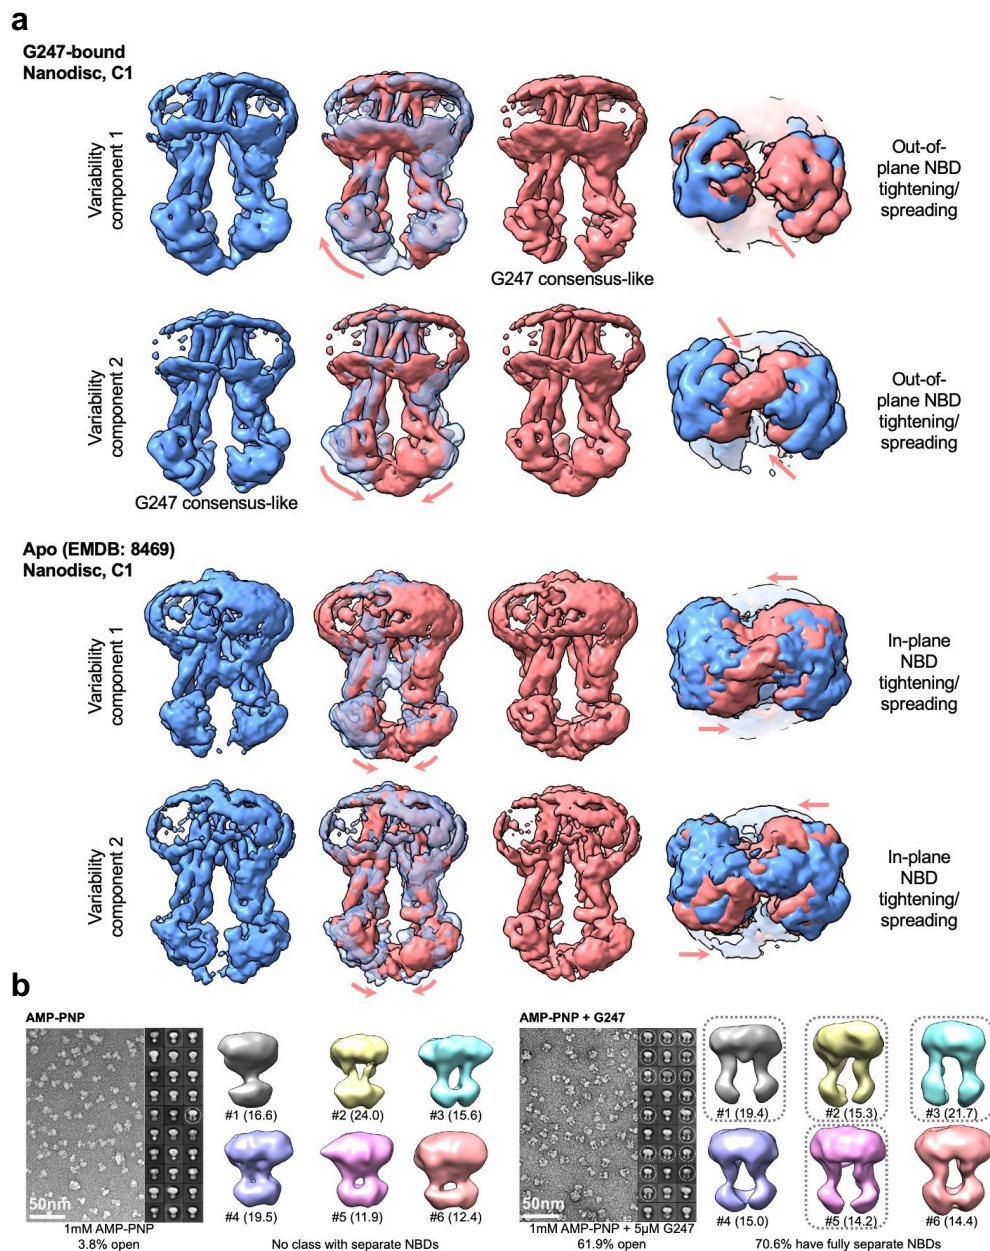 a
G247-bound
Nanodisc, C1
Variability
component 1
G247 consensus-like
Out-of-
plane NBD
tightening/
spreading
Variability
component 2
G247 consensus-like
Out-of-
plane NBD
tightening/
spreading
Apo (EMDB: 8469)
Nanodisc, C1
Variability
component 1
In-plane
NBD
tightening/
spreading
Variability
component 2
In-plane
NBD
tightening/
spreading
b
AMP-PNP
50nm
1mM AMP-PNP
3.8% open
#1 (16.6)
#2 (24.0)
#3 (15.6)
#4 (19.5)
#5 (11.9)
#6 (12.4)
No class with separate NBDs
AMP-PNP + G247
50nm
1mM AMP-PNP + 5µM G247
61.9% open
#1 (19.4)
#2 (15.3)
#3 (21.7)
#4 (15.0)
#5 (14.2)
#6 (14.4)
70.6% have fully separate NBDs